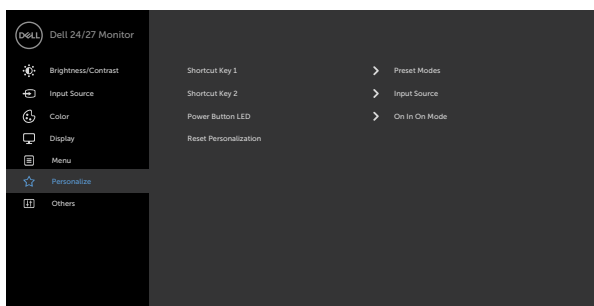 DELL Dell 24/27 Monitor
Brightness/Contrast Shortcut Key 1 Preset Modes
Input Source Shortcut Key 2 Input Source
Color Power Button LED On In On Mode
Display Reset Personalization
Menu
Personalize
Others